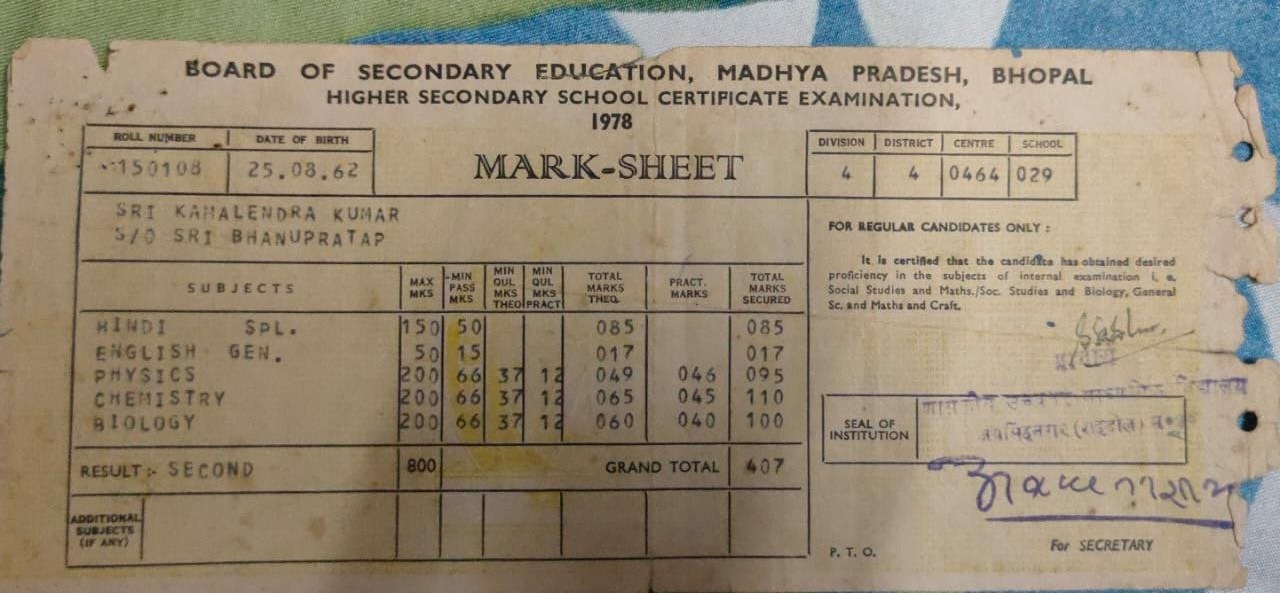 BOARD OF SECONDARY EDUCATION, MADHYA PRADESH, BHOPAL
HIGHER SECONDARY SCHOOL CERTIFICATE EXAMINATION,
1978
MARK-SHEET
ROLL NUMBER DATE OF BIRTH
150108 25.08.62
DIVISION DISTRICT CENTRE SCHOOL
4 4 0464 029
SRI KAMALENDRA KUMAR
S/O SRI BHANUPRATAP
SUBJECTS MAX MKS MIN PASS MKS MIN QUL MKS THEO MIN QUL MKS PRACT TOTAL MARKS THEO. PRACT. MARKS TOTAL MARKS SECURED
HINDI SPL. 150 50 085 085
ENGLISH GEN. 50 15 017 017
PHYSICS 200 66 37 12 049 046 095
CHEMISTRY 200 66 37 12 065 045 110
BIOLOGY 200 66 37 12 060 040 100
RESULT :- SECOND 800 GRAND TOTAL 407
ADDITIONAL
SUBJECTS
(IF ANY)
FOR REGULAR CANDIDATES ONLY :
It is certified that the candidate has obtained desired
proficiency in the subjects of internal examination i. e.
Social Studies and Maths./Soc. Studies and Biology, General
Sc. and Maths and Craft.
SEAL OF
INSTITUTION
P. T. O.
For SECRETARY